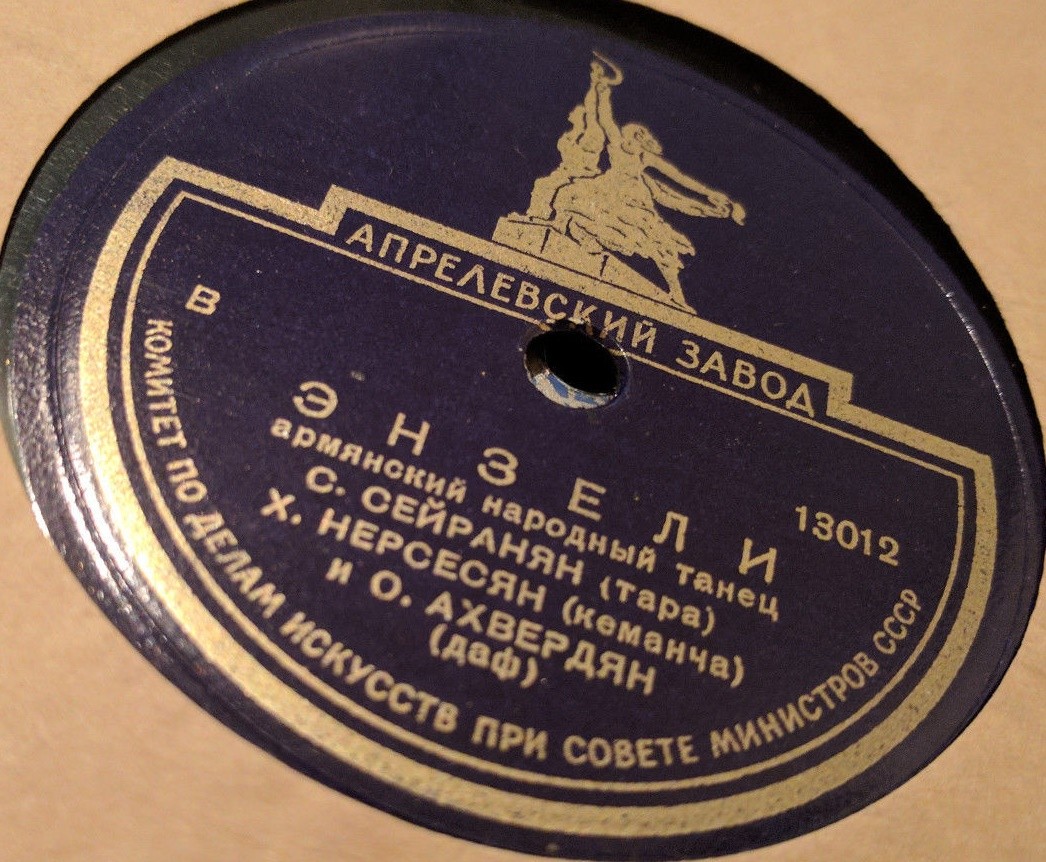 АПРЕЛЕВСКИЙ ЗАВОД
В
ЭНЗЕЛИ
армянский народный танец
13012
С. СЕЙРАНЯН (тара)
Х. НЕРСЕСЯН (кеманча)
и О. АХВЕРДЯН
(даф)
КОМИТЕТ ПО ДЕЛАМ ИСКУССТВ ПРИ СОВЕТЕ МИНИСТРОВ СССР